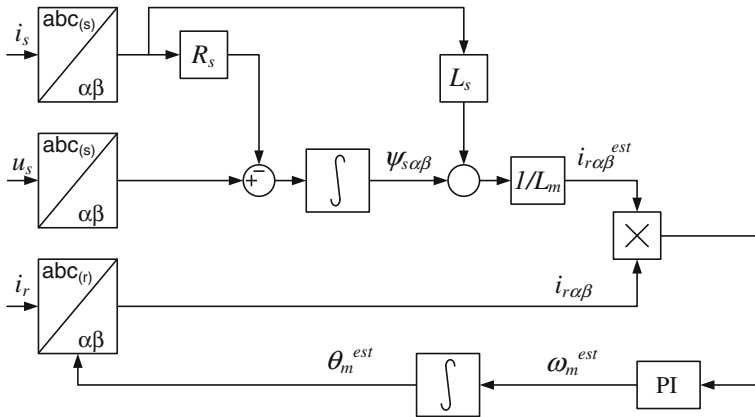 i_s
abc(s)
αβ
R_s
L_s
u_s
abc(s)
αβ
+
−
∫
ψ_sαβ
1/L_m
i_rαβ^est
×
i_r
abc(r)
αβ
i_rαβ
θ_m^est
∫
ω_m^est
PI